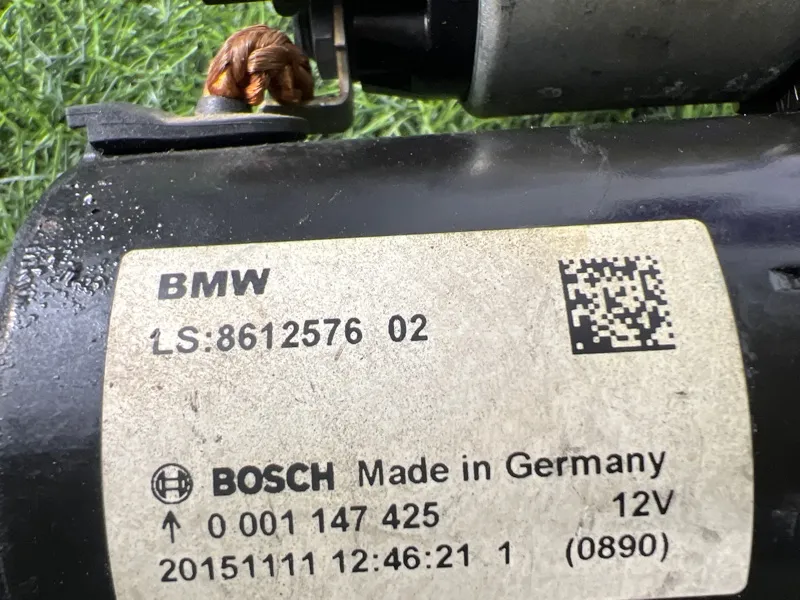 BMW
LS:8612576 02
BOSCH Made in Germany
↑ 0 001 147 425 12V
20151111 12:46:21 1 (0890)